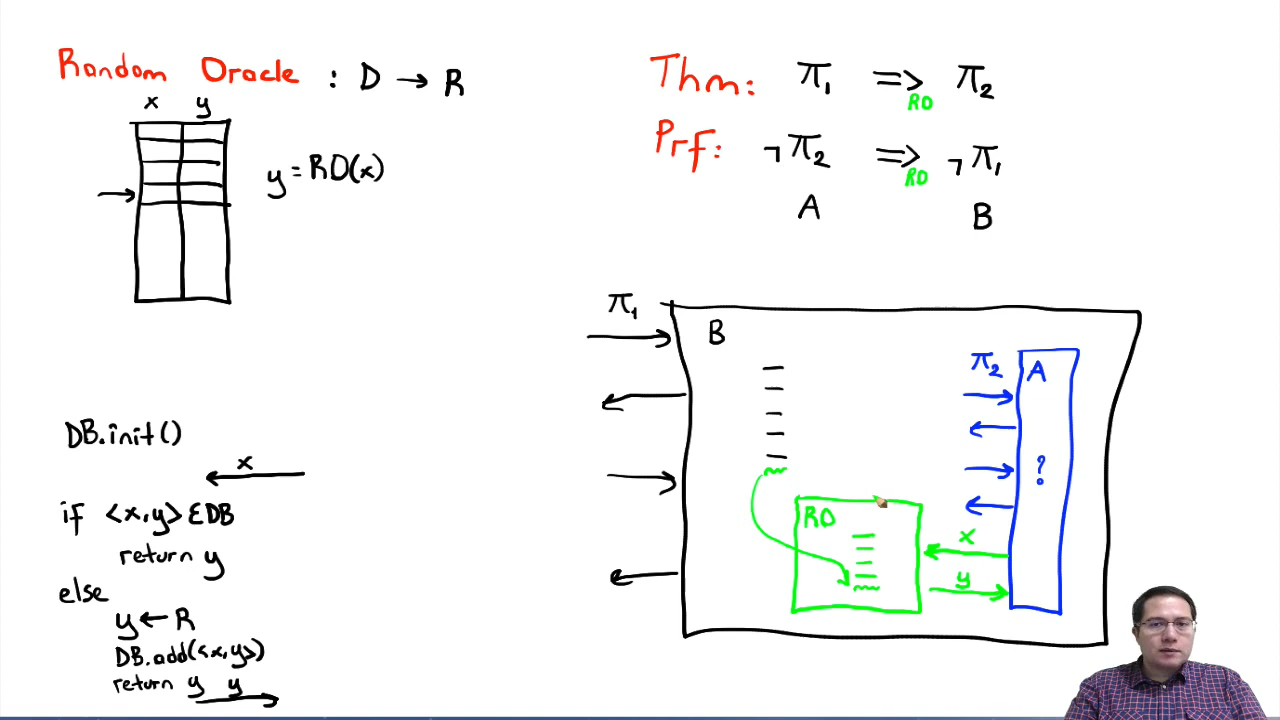 Random Oracle : D → R
x y
y = RO(x)
DB.init()
x
if <x,y> ∈ DB
return y
else
y ← R
DB.add(<x,y>)
return y y
Thm: π₁ ⇒ π₂
RO
Prf: ¬π₂ ⇒ ¬π₁
RO
A B
π₁
B
π₂ A
?
RO
x
y